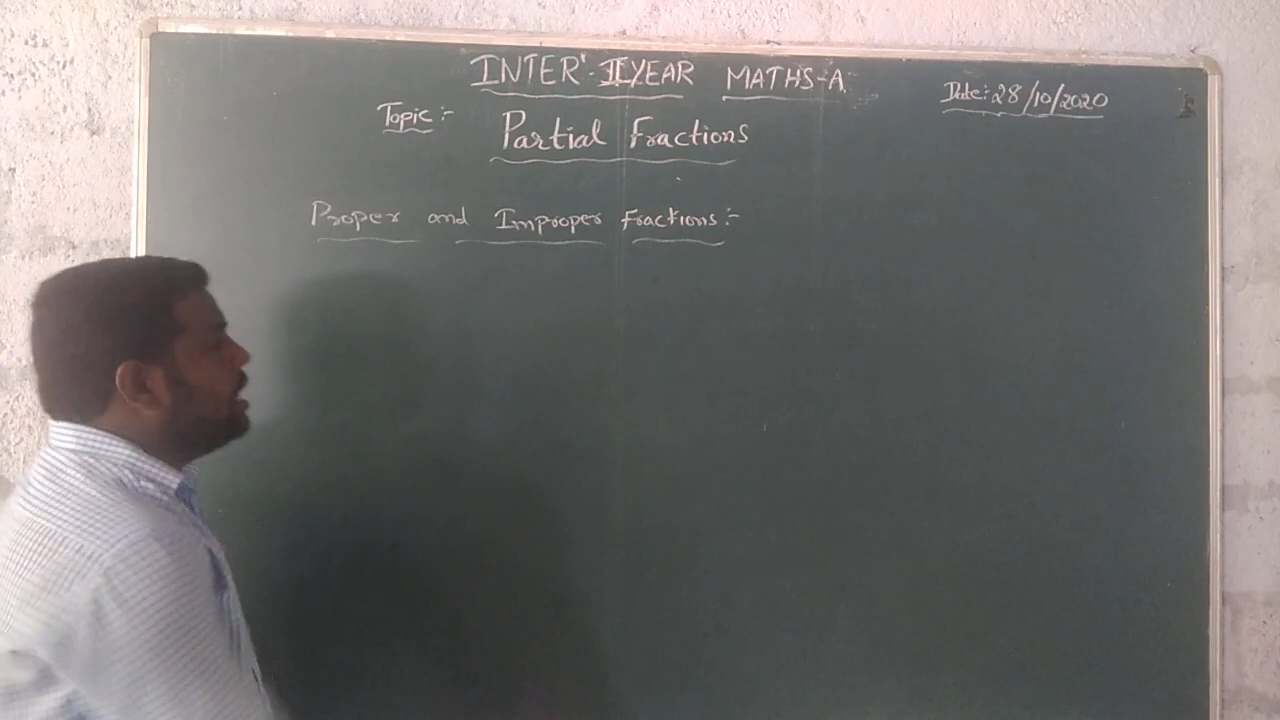 INTER'-II YEAR MATHS-A.
Date:28/10/2020
Topic:-
Partial Fractions
Proper and Improper Fractions:-